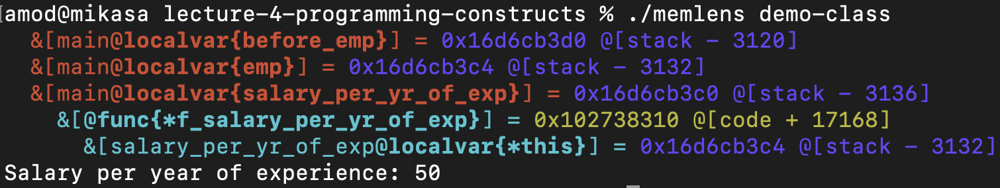 [amod@mikasa lecture-4-programming-constructs % ./memlens demo-class
&[main@localvar{before_emp}] = 0x16d6cb3d0 @[stack - 3120]
&[main@localvar{emp}] = 0x16d6cb3c4 @[stack - 3132]
&[main@localvar{salary_per_yr_of_exp}] = 0x16d6cb3c0 @[stack - 3136]
&[@func{*f_salary_per_yr_of_exp}] = 0x102738310 @[code + 17168]
&[salary_per_yr_of_exp@localvar{*this}] = 0x16d6cb3c4 @[stack - 3132]
Salary per year of experience: 50